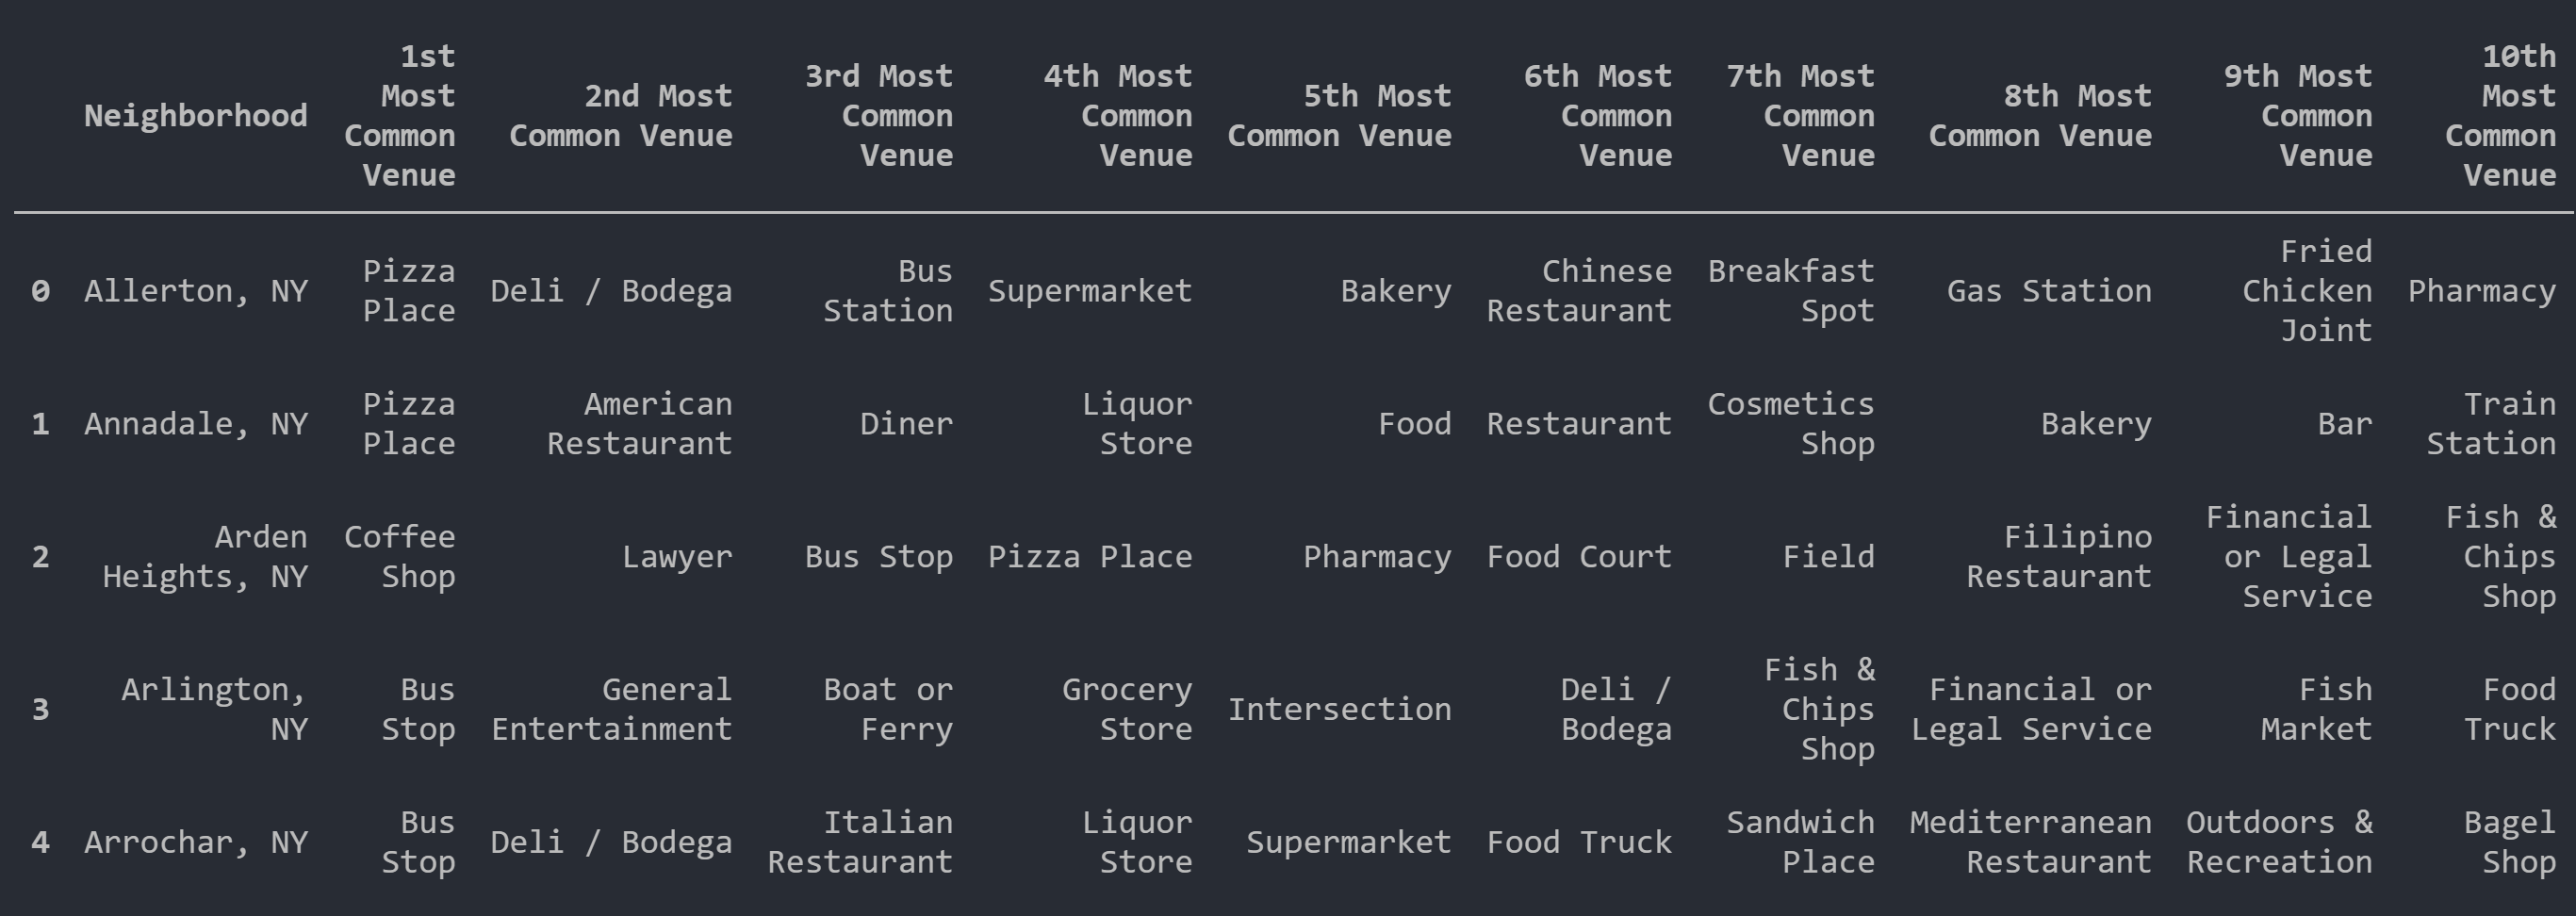 Neighborhood 1st Most Common Venue 2nd Most Common Venue 3rd Most Common Venue 4th Most Common Venue 5th Most Common Venue 6th Most Common Venue 7th Most Common Venue 8th Most Common Venue 9th Most Common Venue 10th Most Common Venue
0 Allerton, NY Pizza Place Deli / Bodega Bus Station Supermarket Bakery Chinese Restaurant Breakfast Spot Gas Station Fried Chicken Joint Pharmacy
1 Annadale, NY Pizza Place American Restaurant Diner Liquor Store Food Restaurant Cosmetics Shop Bakery Bar Train Station
2 Arden Heights, NY Coffee Shop Lawyer Bus Stop Pizza Place Pharmacy Food Court Field Filipino Restaurant Financial or Legal Service Fish & Chips Shop
3 Arlington, NY Bus Stop General Entertainment Boat or Ferry Grocery Store Intersection Deli / Bodega Fish & Chips Shop Financial or Legal Service Fish Market Food Truck
4 Arrochar, NY Bus Stop Deli / Bodega Italian Restaurant Liquor Store Supermarket Food Truck Sandwich Place Mediterranean Restaurant Outdoors & Recreation Bagel Shop